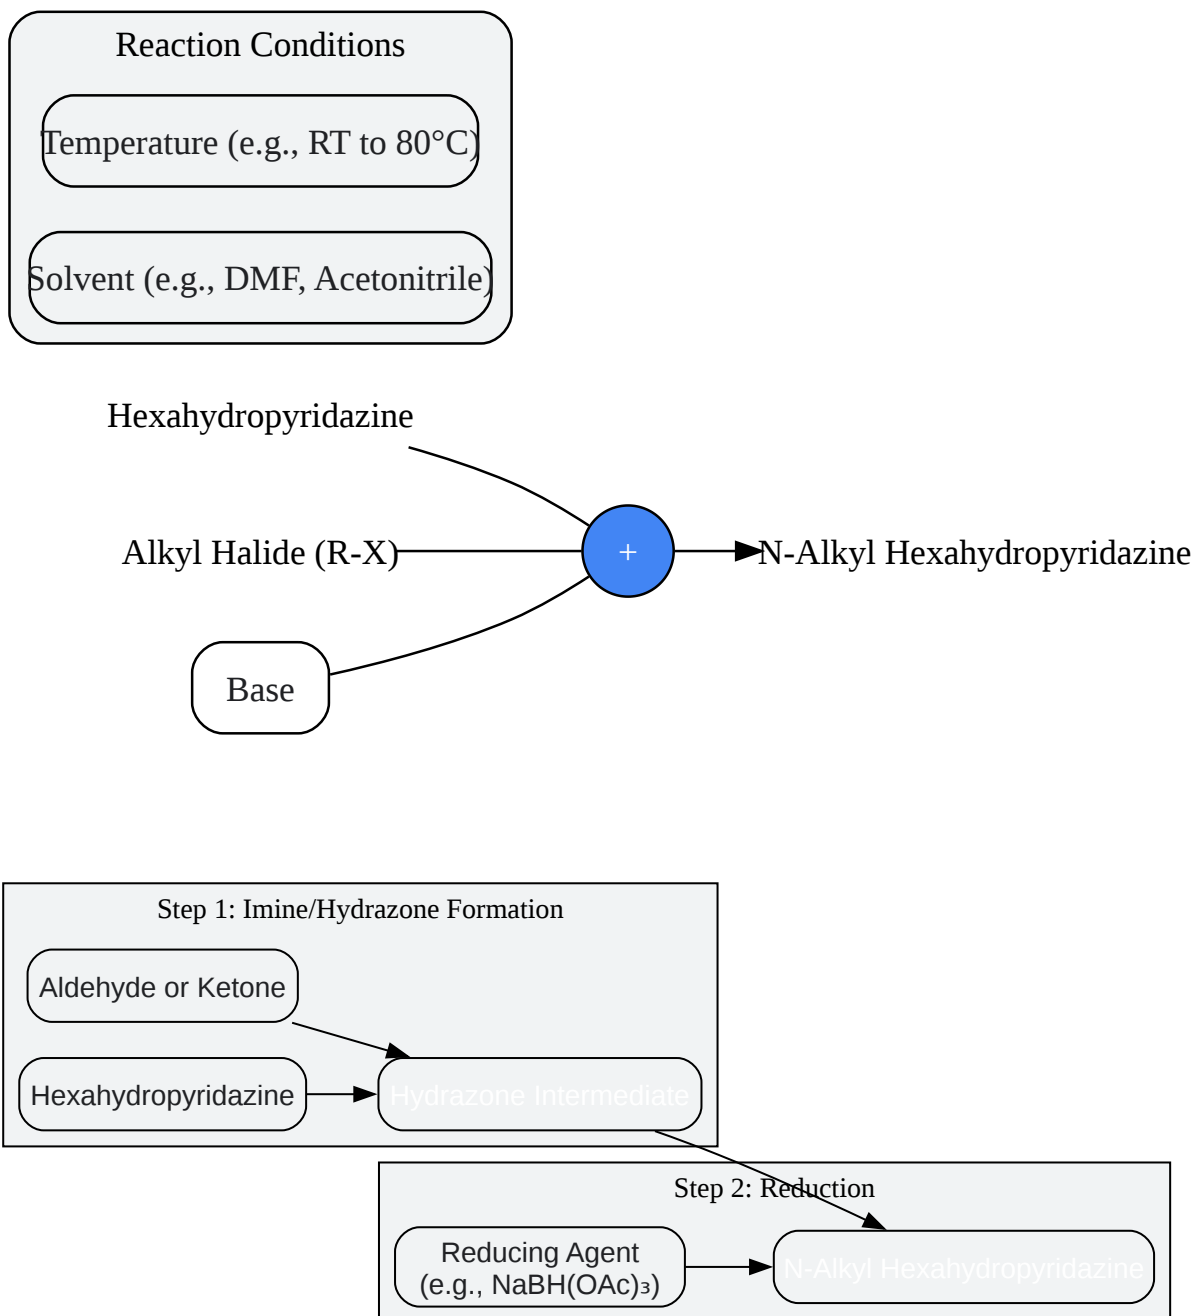 Reaction Conditions
Temperature (e.g., RT to 80°C)
Solvent (e.g., DMF, Acetonitrile)
Hexahydropyridazine
Alkyl Halide (R-X)
+
N-Alkyl Hexahydropyridazine
Base
Step 1: Imine/Hydrazone Formation
Aldehyde or Ketone
Hexahydropyridazine
Hydrazone Intermediate
Step 2: Reduction
Reducing Agent
(e.g., NaBH(OAc)₃)
N-Alkyl Hexahydropyridazine